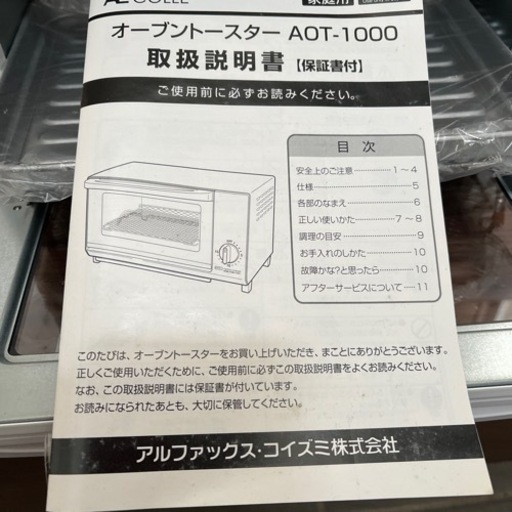 オーブントースター AOT-1000
取扱説明書【保証書付】
ご使用前に必ずお読みください。
目 次
安全上のご注意 …………… 1～4
仕様 …………… 5
各部のなまえ …………… 6
正しい使いかた …………… 7～8
調理の目安 …………… 9
お手入れのしかた …………… 10
故障かな?と思ったら …………… 10
アフターサービスについて …… 11
このたびは、オーブントースターをお買い上げいただき、まことにありがとうございます。
正しくご使用いただくために、ご使用前に必ずこの取扱説明書をよくお読みください。
なお、この取扱説明書には保証書が付いています。
お読みになられたあとも、大切に保管してください。
アルファックス・コイズミ株式会社